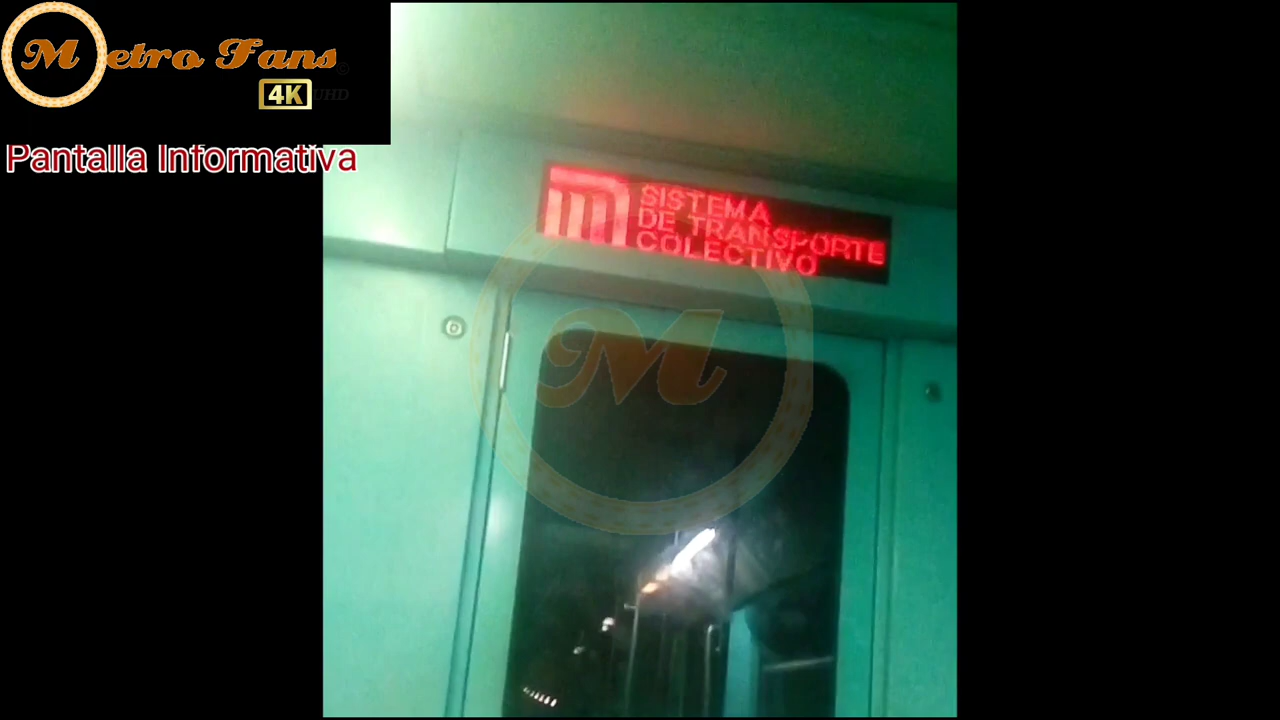 Metro Fans
4K UHD
Pantalla Informativa
SISTEMA
DE TRANSPORTE
COLECTIVO
M